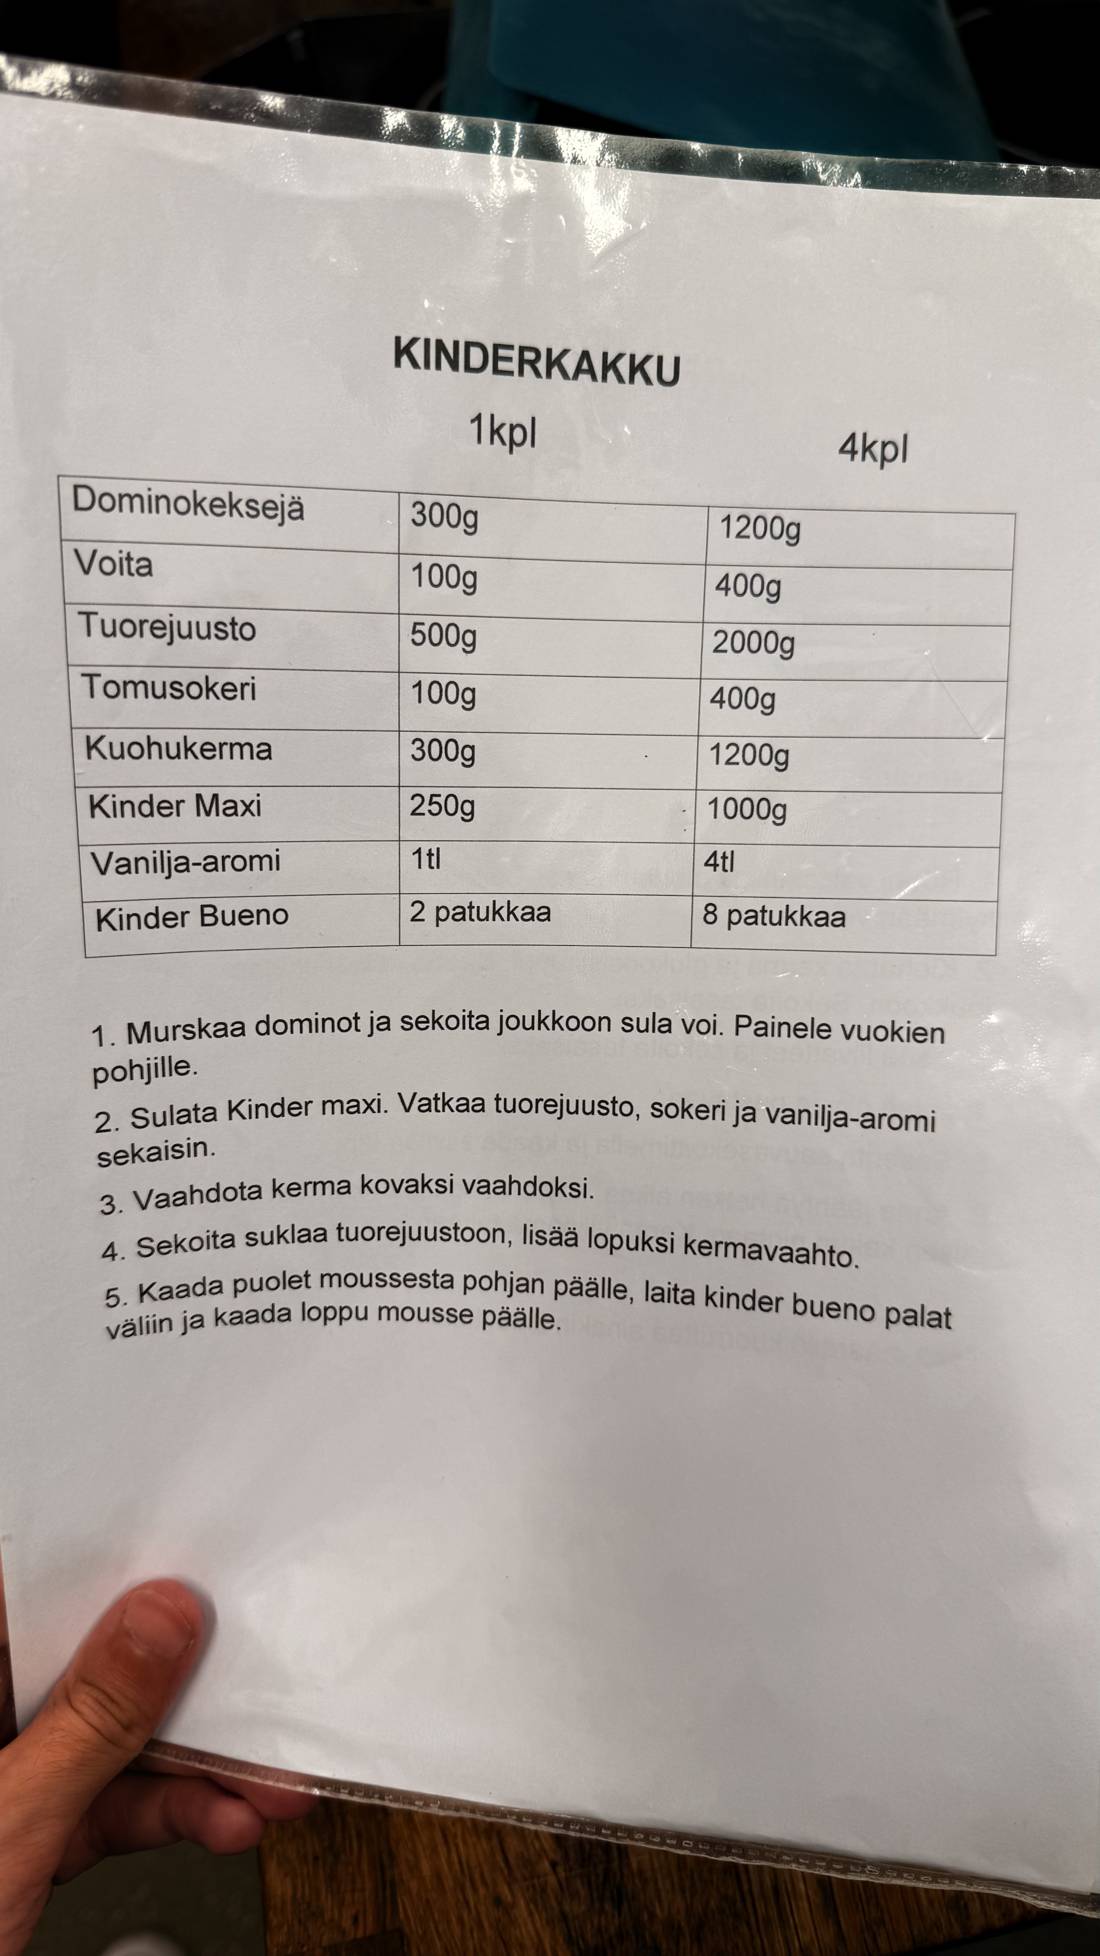 KINDERKAKKU
1kpl 4kpl
Dominokeksejä 300g 1200g
Voita 100g 400g
Tuorejuusto 500g 2000g
Tomusokeri 100g 400g
Kuohukerma 300g 1200g
Kinder Maxi 250g 1000g
Vanilja-aromi 1tl 4tl
Kinder Bueno 2 patukkaa 8 patukkaa
1. Murskaa dominot ja sekoita joukkoon sula voi. Painele vuokien
pohjille.
2. Sulata Kinder maxi. Vatkaa tuorejuusto, sokeri ja vanilja-aromi
sekaisin.
3. Vaahdota kerma kovaksi vaahdoksi.
4. Sekoita suklaa tuorejuustoon, lisää lopuksi kermavaahto.
5. Kaada puolet moussesta pohjan päälle, laita kinder bueno palat
väliin ja kaada loppu mousse päälle.